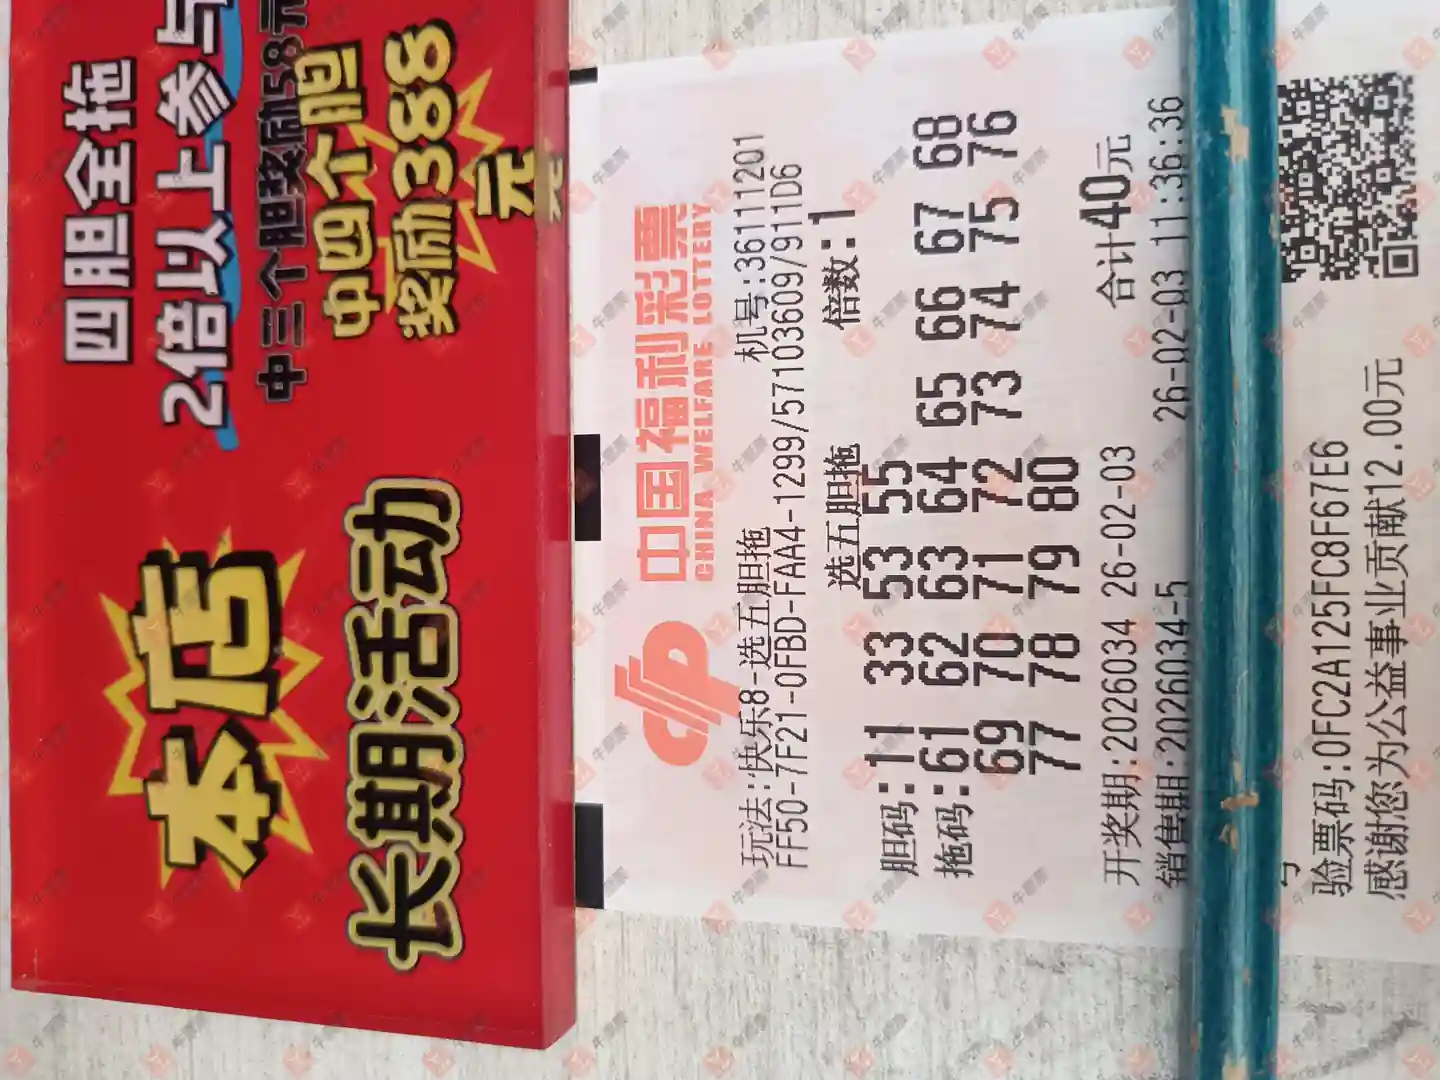 四胆全拖
2倍以上参与
中三个胆奖励58元
中四个胆
奖励388
元
本店
长期活动
中国福利彩票
CHINA WELFARE LOTTERY
玩法:快乐8-选五胆拖 机号:36111201
FF50-7F21-0FBD-FAA4-1299/57103609/911D6
选五胆拖 倍数:1
胆码:11 33 53 55
拖码:61 62 63 64 65 66 67 68
69 70 71 72 73 74 75 76
77 78 79 80
开奖期:2026034 26-02-03 合计40元
销售期:2026034-5 26-02-03 11:36:36
号
验票码:0FC2A125FC8F67E6
感谢您为公益事业贡献12.00元
牛票票